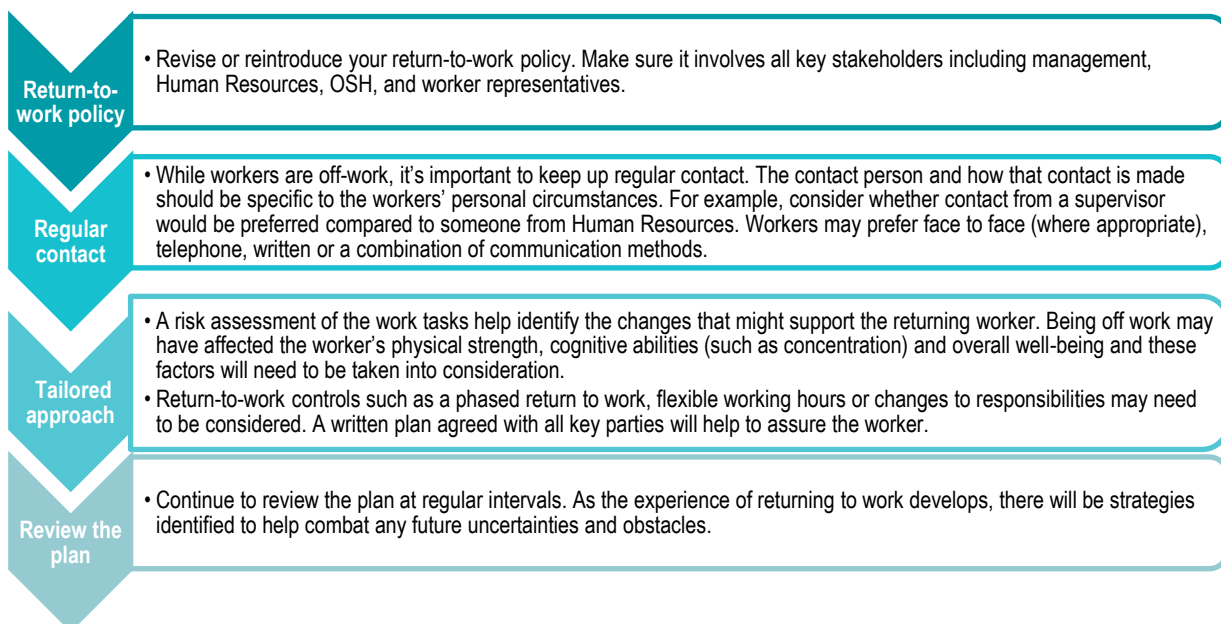 Return-to-
work policy
• Revise or reintroduce your return-to-work policy. Make sure it involves all key stakeholders including management,
Human Resources, OSH, and worker representatives.
Regular
contact
• While workers are off-work, it’s important to keep up regular contact. The contact person and how that contact is made
should be specific to the workers’ personal circumstances. For example, consider whether contact from a supervisor
would be preferred compared to someone from Human Resources. Workers may prefer face to face (where appropriate),
telephone, written or a combination of communication methods.
Tailored
approach
• A risk assessment of the work tasks help identify the changes that might support the returning worker. Being off work may
have affected the worker’s physical strength, cognitive abilities (such as concentration) and overall well-being and these
factors will need to be taken into consideration.
• Return-to-work controls such as a phased return to work, flexible working hours or changes to responsibilities may need
to be considered. A written plan agreed with all key parties will help to assure the worker.
Review the
plan
• Continue to review the plan at regular intervals. As the experience of returning to work develops, there will be strategies
identified to help combat any future uncertainties and obstacles.